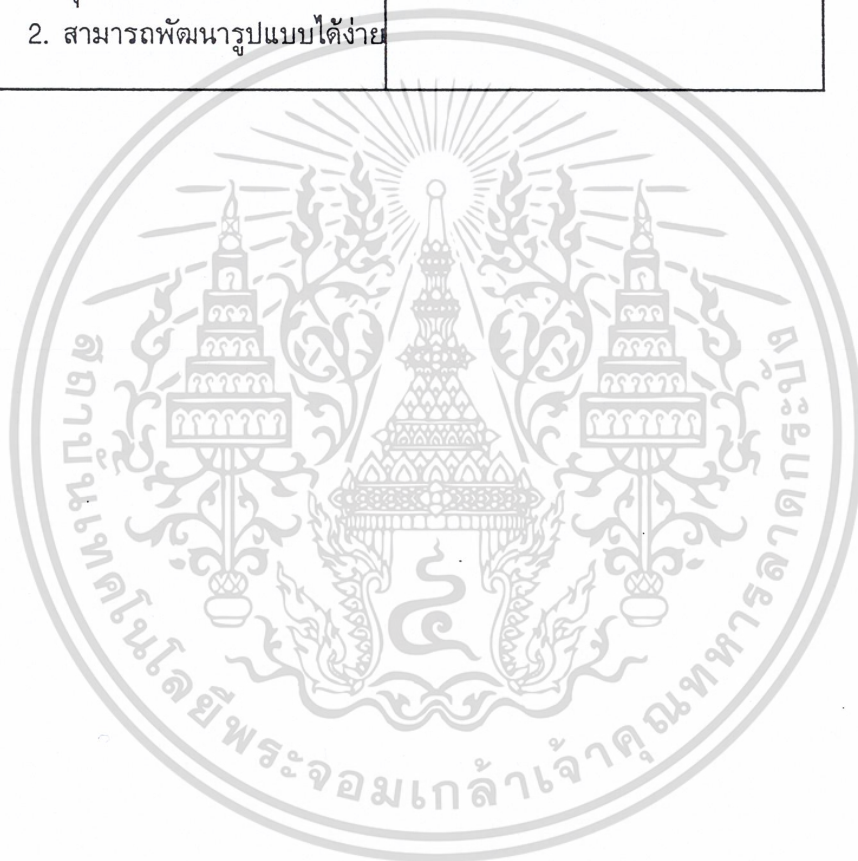 2. สามารถพัฒนารูปแบบได้ง่าย
สถาบันเทคโนโลยีพระจอมเกล้าเจ้าคุณทหารลาดกระบัง
๔